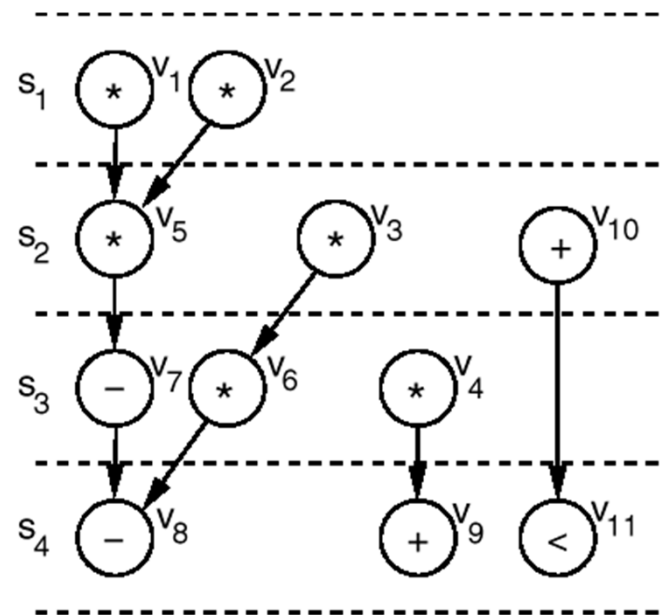 s1 * v1 * v2
s2 * v5 * v3 + v10
s3 − v7 * v6 * v4
s4 − v8 + v9 < v11